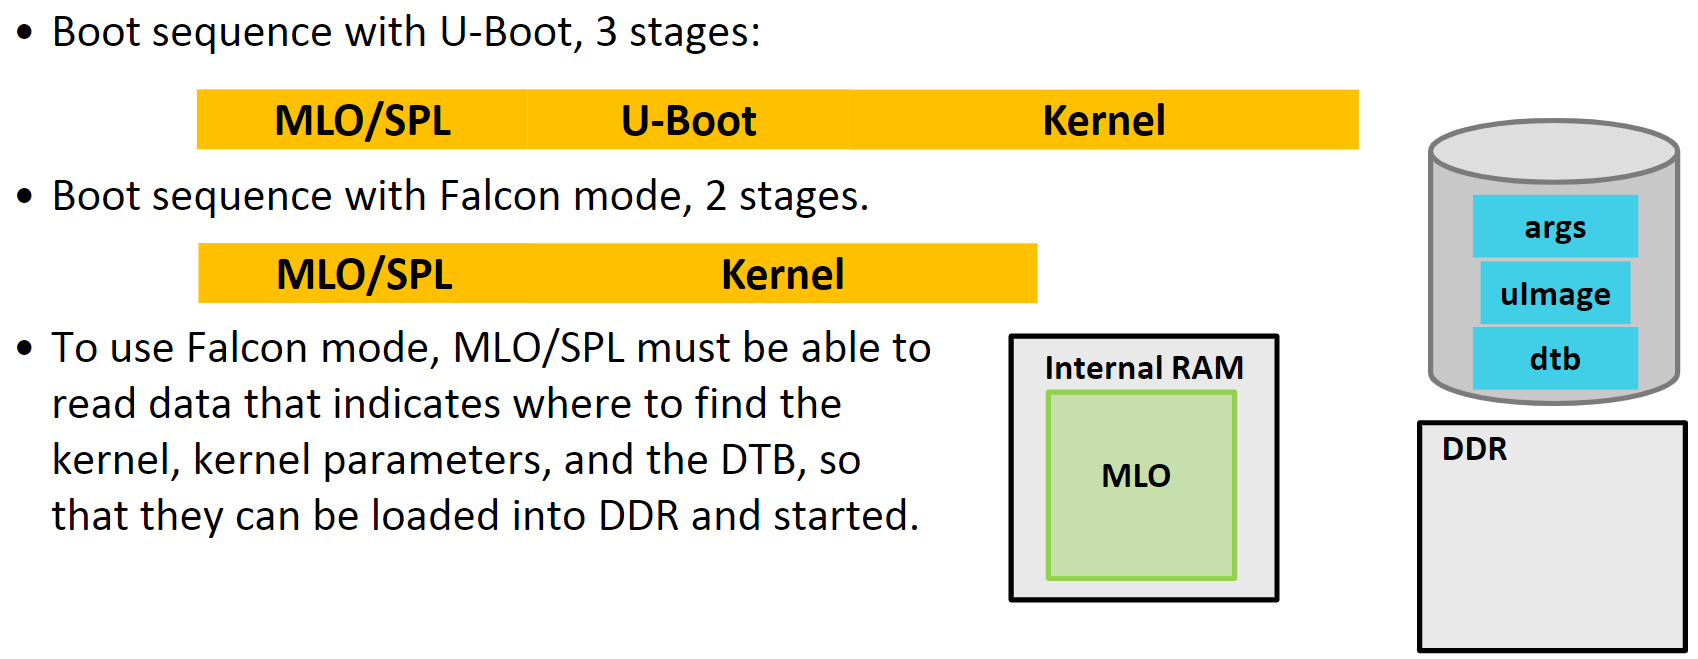 • Boot sequence with U-Boot, 3 stages:
MLO/SPL U-Boot Kernel
• Boot sequence with Falcon mode, 2 stages.
MLO/SPL Kernel
• To use Falcon mode, MLO/SPL must be able to
read data that indicates where to find the
kernel, kernel parameters, and the DTB, so
that they can be loaded into DDR and started.
Internal RAM
MLO
args
uImage
dtb
DDR